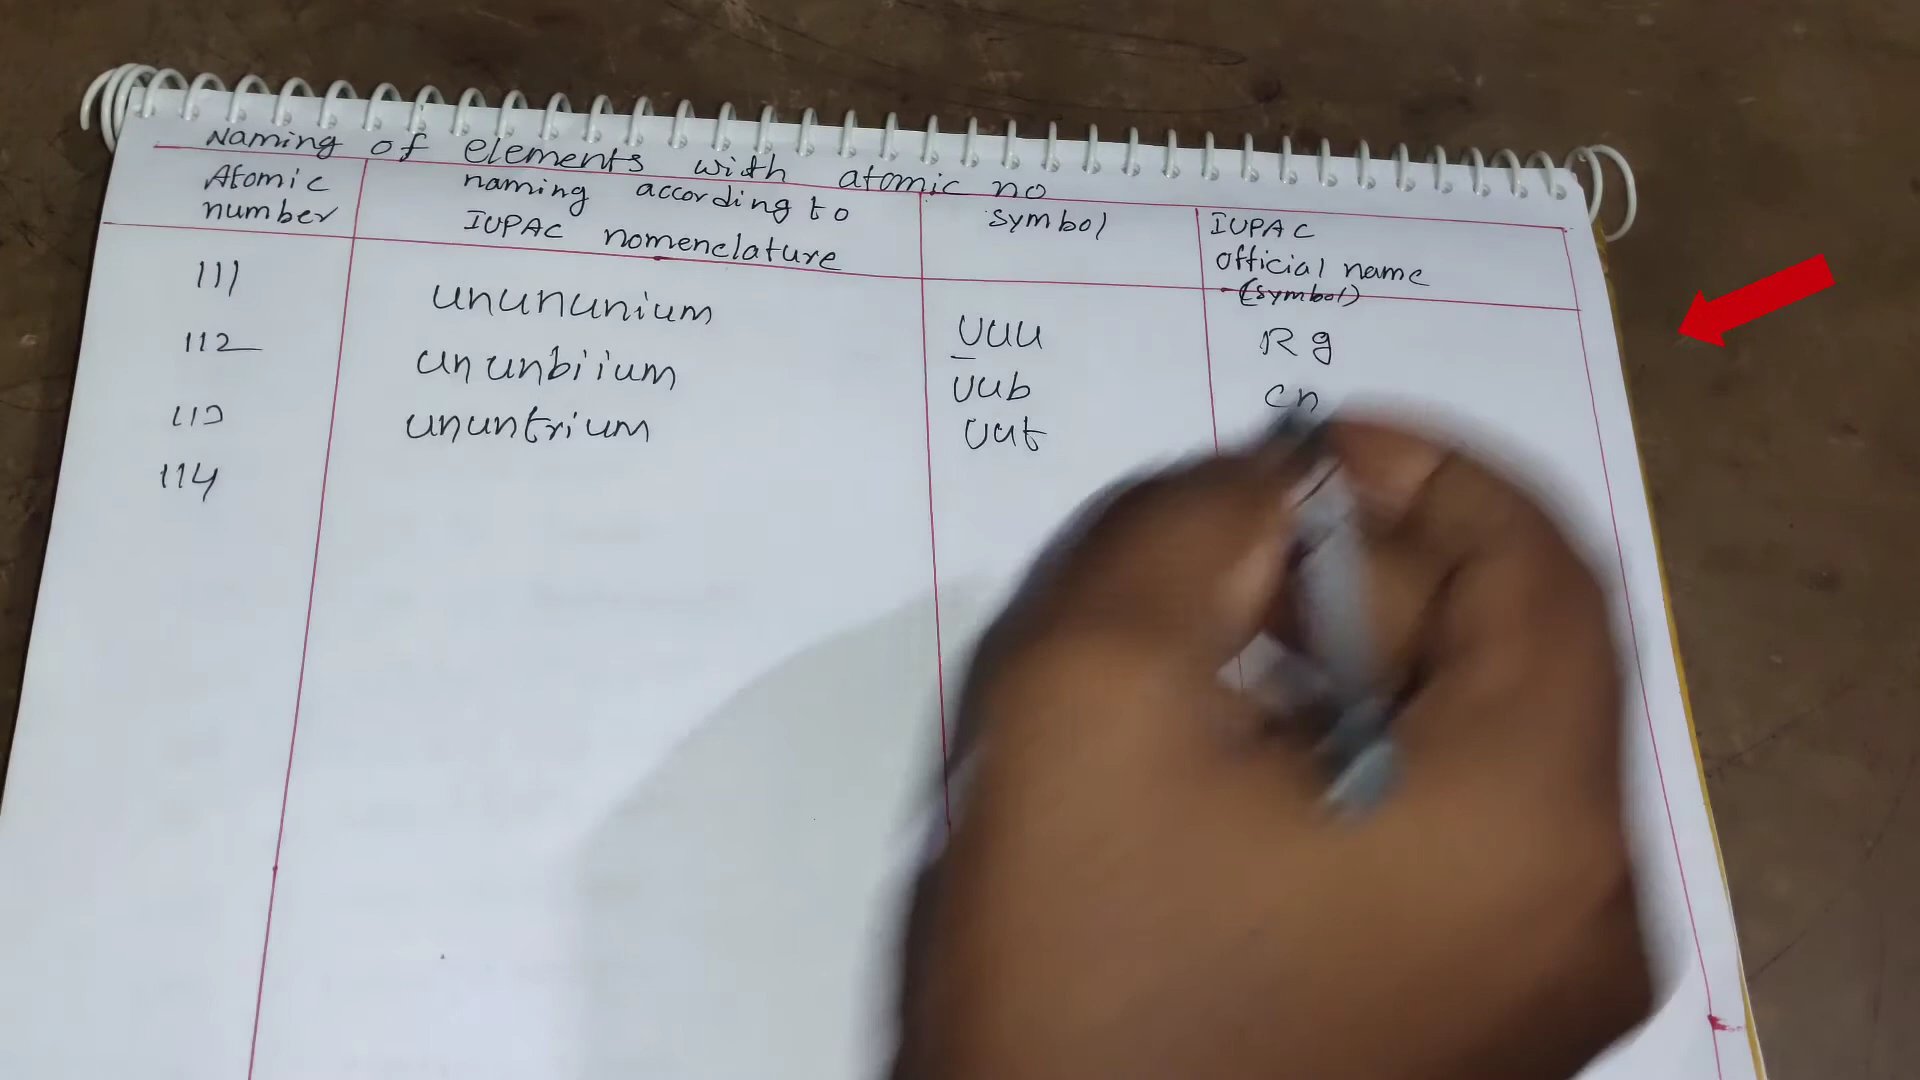 Naming of elements with atomic no
Atomic number
naming according to
IUPAC nomenclature
symbol
IUPAC
official name
(symbol)
111 unununium Uuu Rg
112 ununbiium Uub Cn
113 ununtrium Uut
114